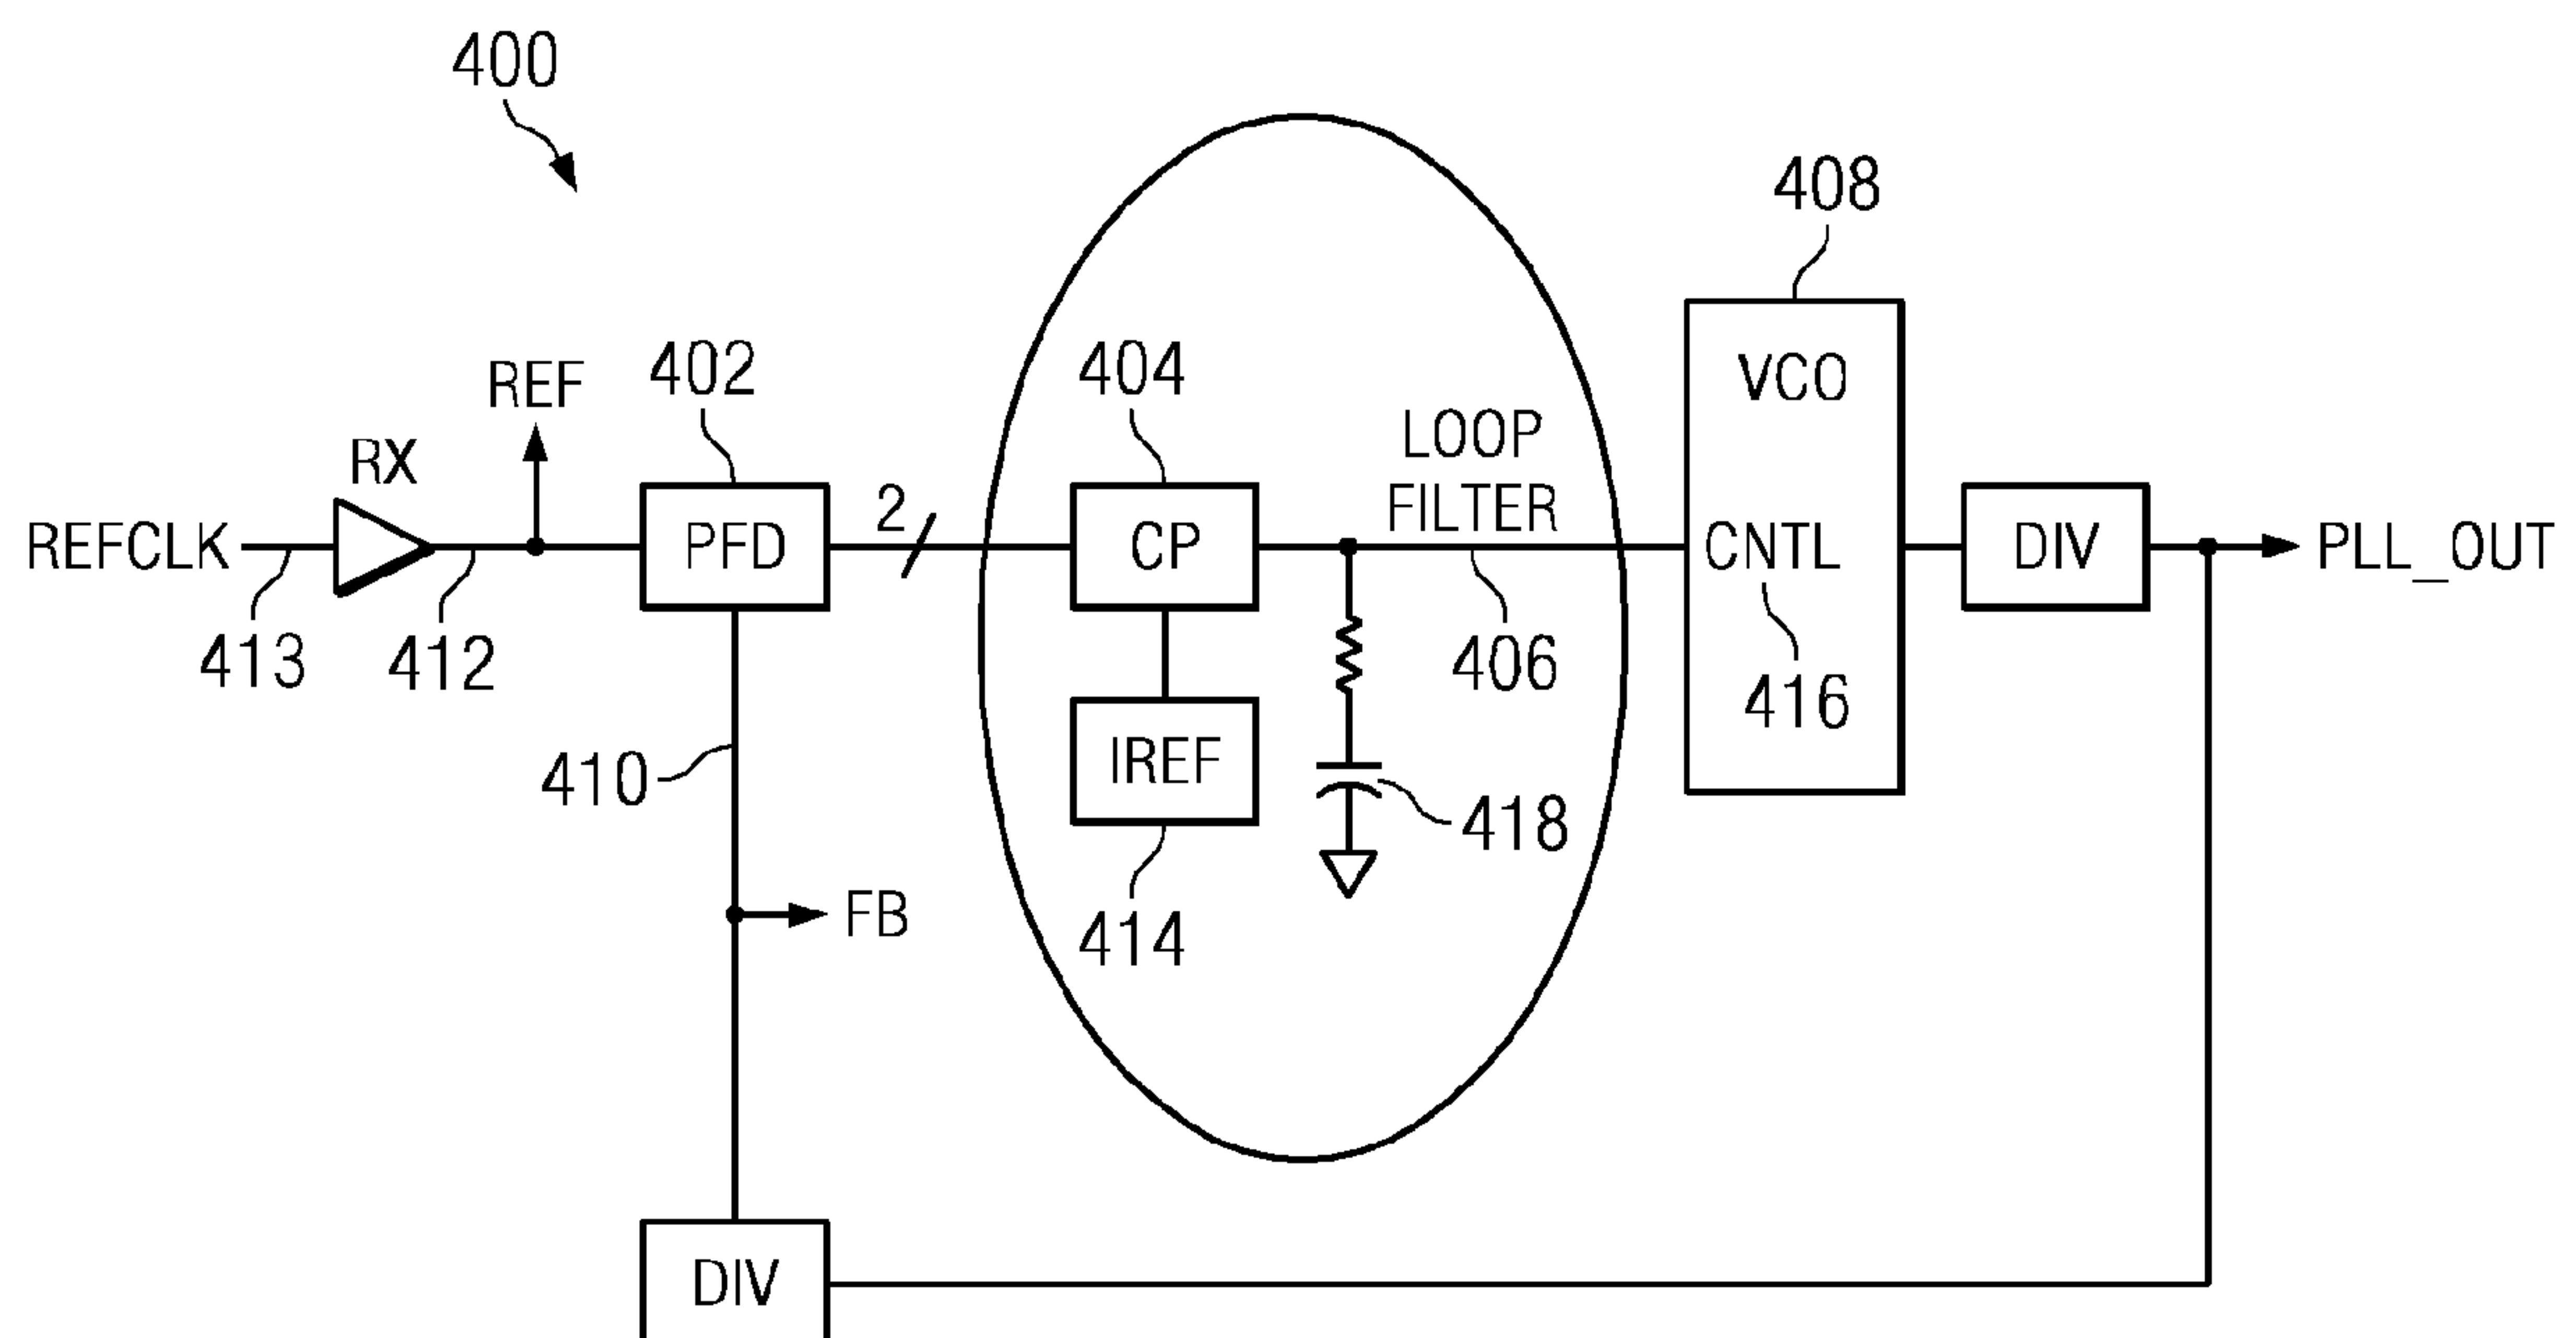 400
408
REF
402
404
LOOP
FILTER
VCO
RX
2
REFCLK
PFD
CP
CNTL
DIV
PLL_OUT
413
412
406
416
410
IREF
418
FB
414
DIV